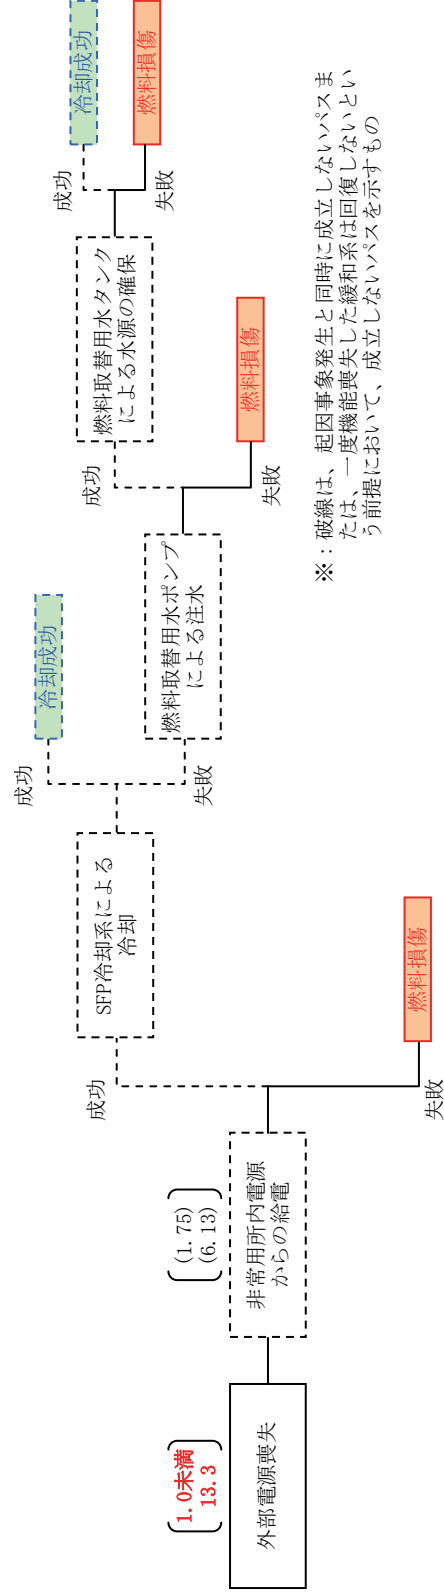 1.0未満
13.3
外部電源喪失
(1.75)
(6.13)
非常用所内電源
からの給電
成功
失敗
燃料損傷
SFP冷却系による
冷却
成功
失敗
冷却成功
燃料取替用水ポンプ
による注水
成功
失敗
燃料損傷
燃料取替用水タンク
による水源の確保
成功
失敗
冷却成功
燃料損傷
※：破線は、起因事象発生と同時に成立しないパスま
たは、一度機能喪失した緩和系は回復しないとい
う前提において、成立しないパスを示すもの